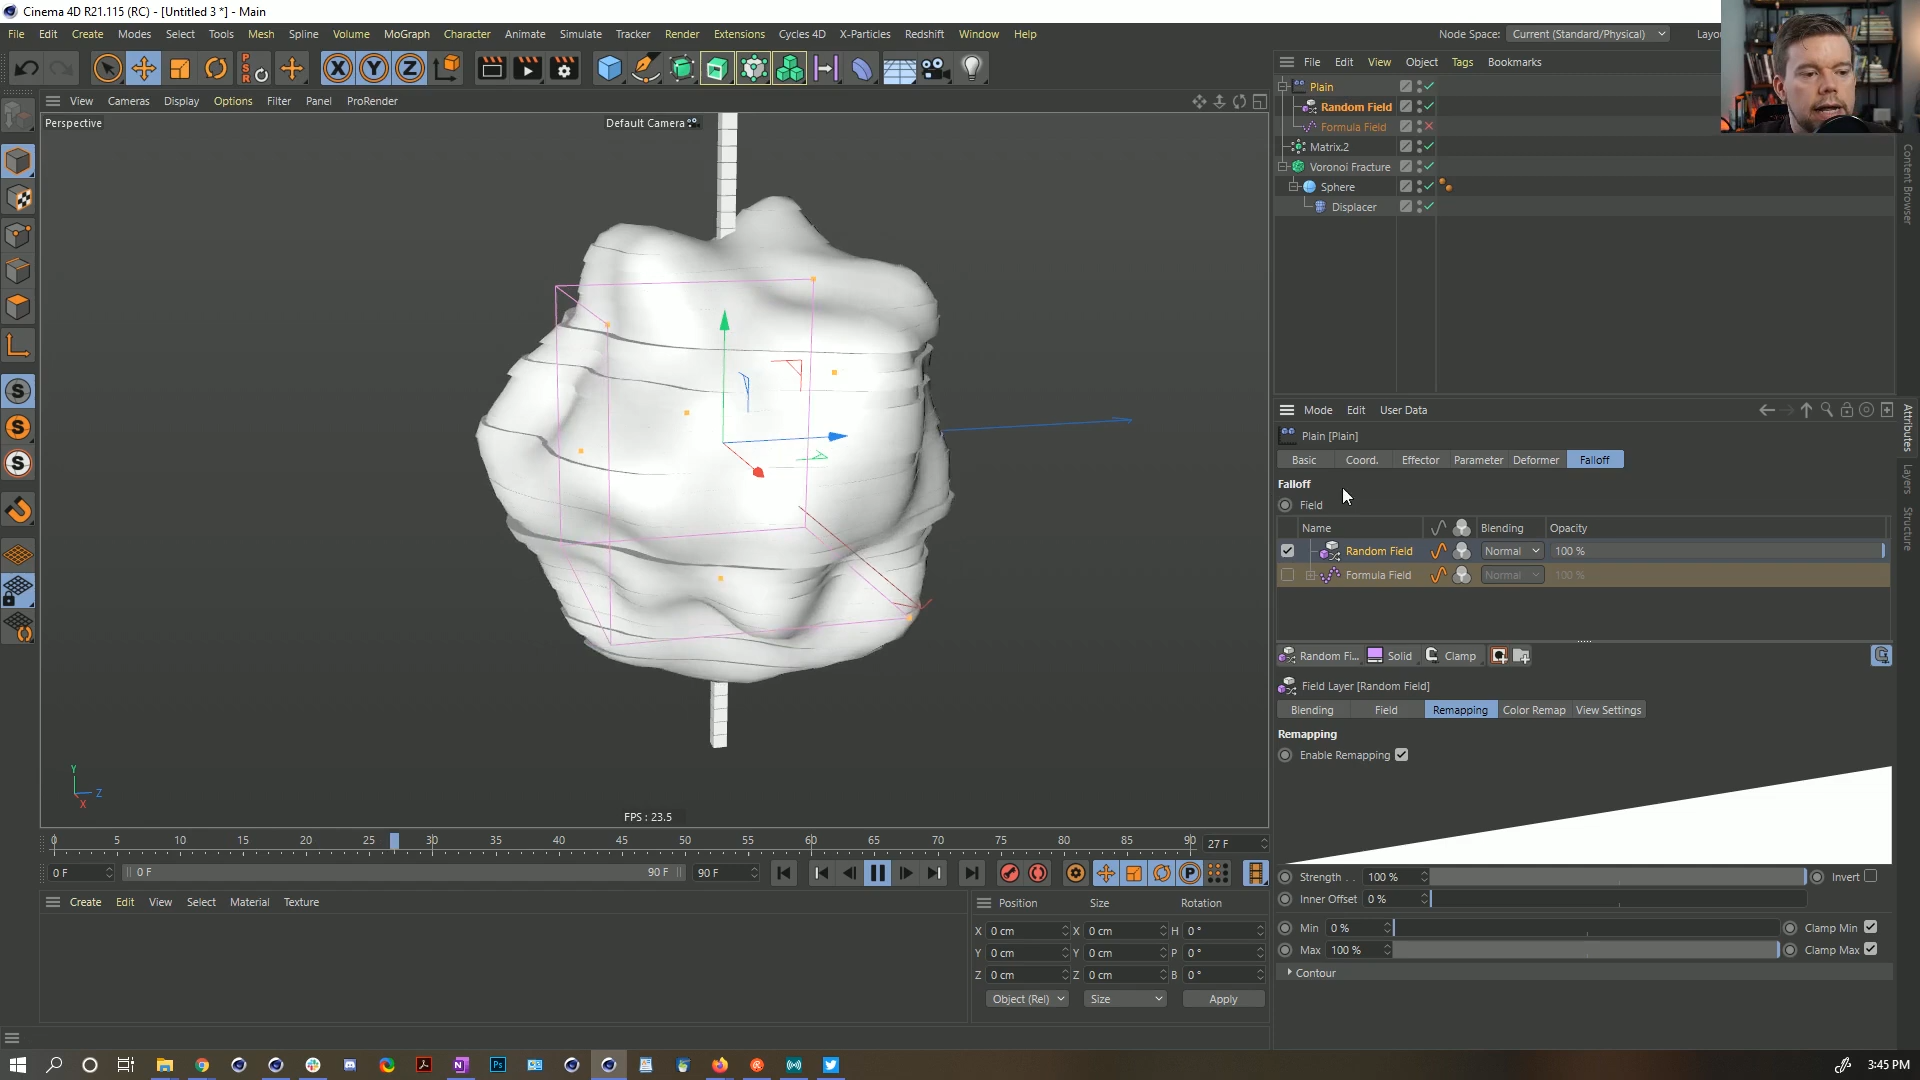 Cinema 4D R21.115 (RC) - [Untitled 3 *] - Main
File Edit Create Modes Select Tools Mesh Spline Volume MoGraph Character Animate Simulate Tracker Render Extensions Cycles 4D X-Particles Redshift Window Help
Node Space: Current (Standard/Physical) Layou
P S R
X Y Z
File Edit View Object Tags Bookmarks
View Cameras Display Options Filter Panel ProRender
Perspective
Default Camera
Plain
Random Field
Formula Field
Matrix.2
Voronoi Fracture
Sphere
Displacer
Content Browser
Attributes
Layers
Structure
Mode Edit User Data
Plain [Plain]
Basic Coord. Effector Parameter Deformer Falloff
Falloff
Field
Name Blending Opacity
Random Field Normal 100 %
Formula Field Normal 100 %
Random Fi... Solid Clamp
Field Layer [Random Field]
Blending Field Remapping Color Remap View Settings
Remapping
Enable Remapping
Strength . . 100 % Invert
Inner Offset 0 %
Min 0 % Clamp Min
Max 100 % Clamp Max
Contour
Y
Z
X
FPS : 23.5
0 5 10 15 20 25 30 35 40 45 50 55 60 65 70 75 80 85 90 27 F
0 F 0 F 90 F 90 F
Create Edit View Select Material Texture
Position Size Rotation
X 0 cm X 0 cm H 0 °
Y 0 cm Y 0 cm P 0 °
Z 0 cm Z 0 cm B 0 °
Object (Rel) Size Apply
3:45 PM